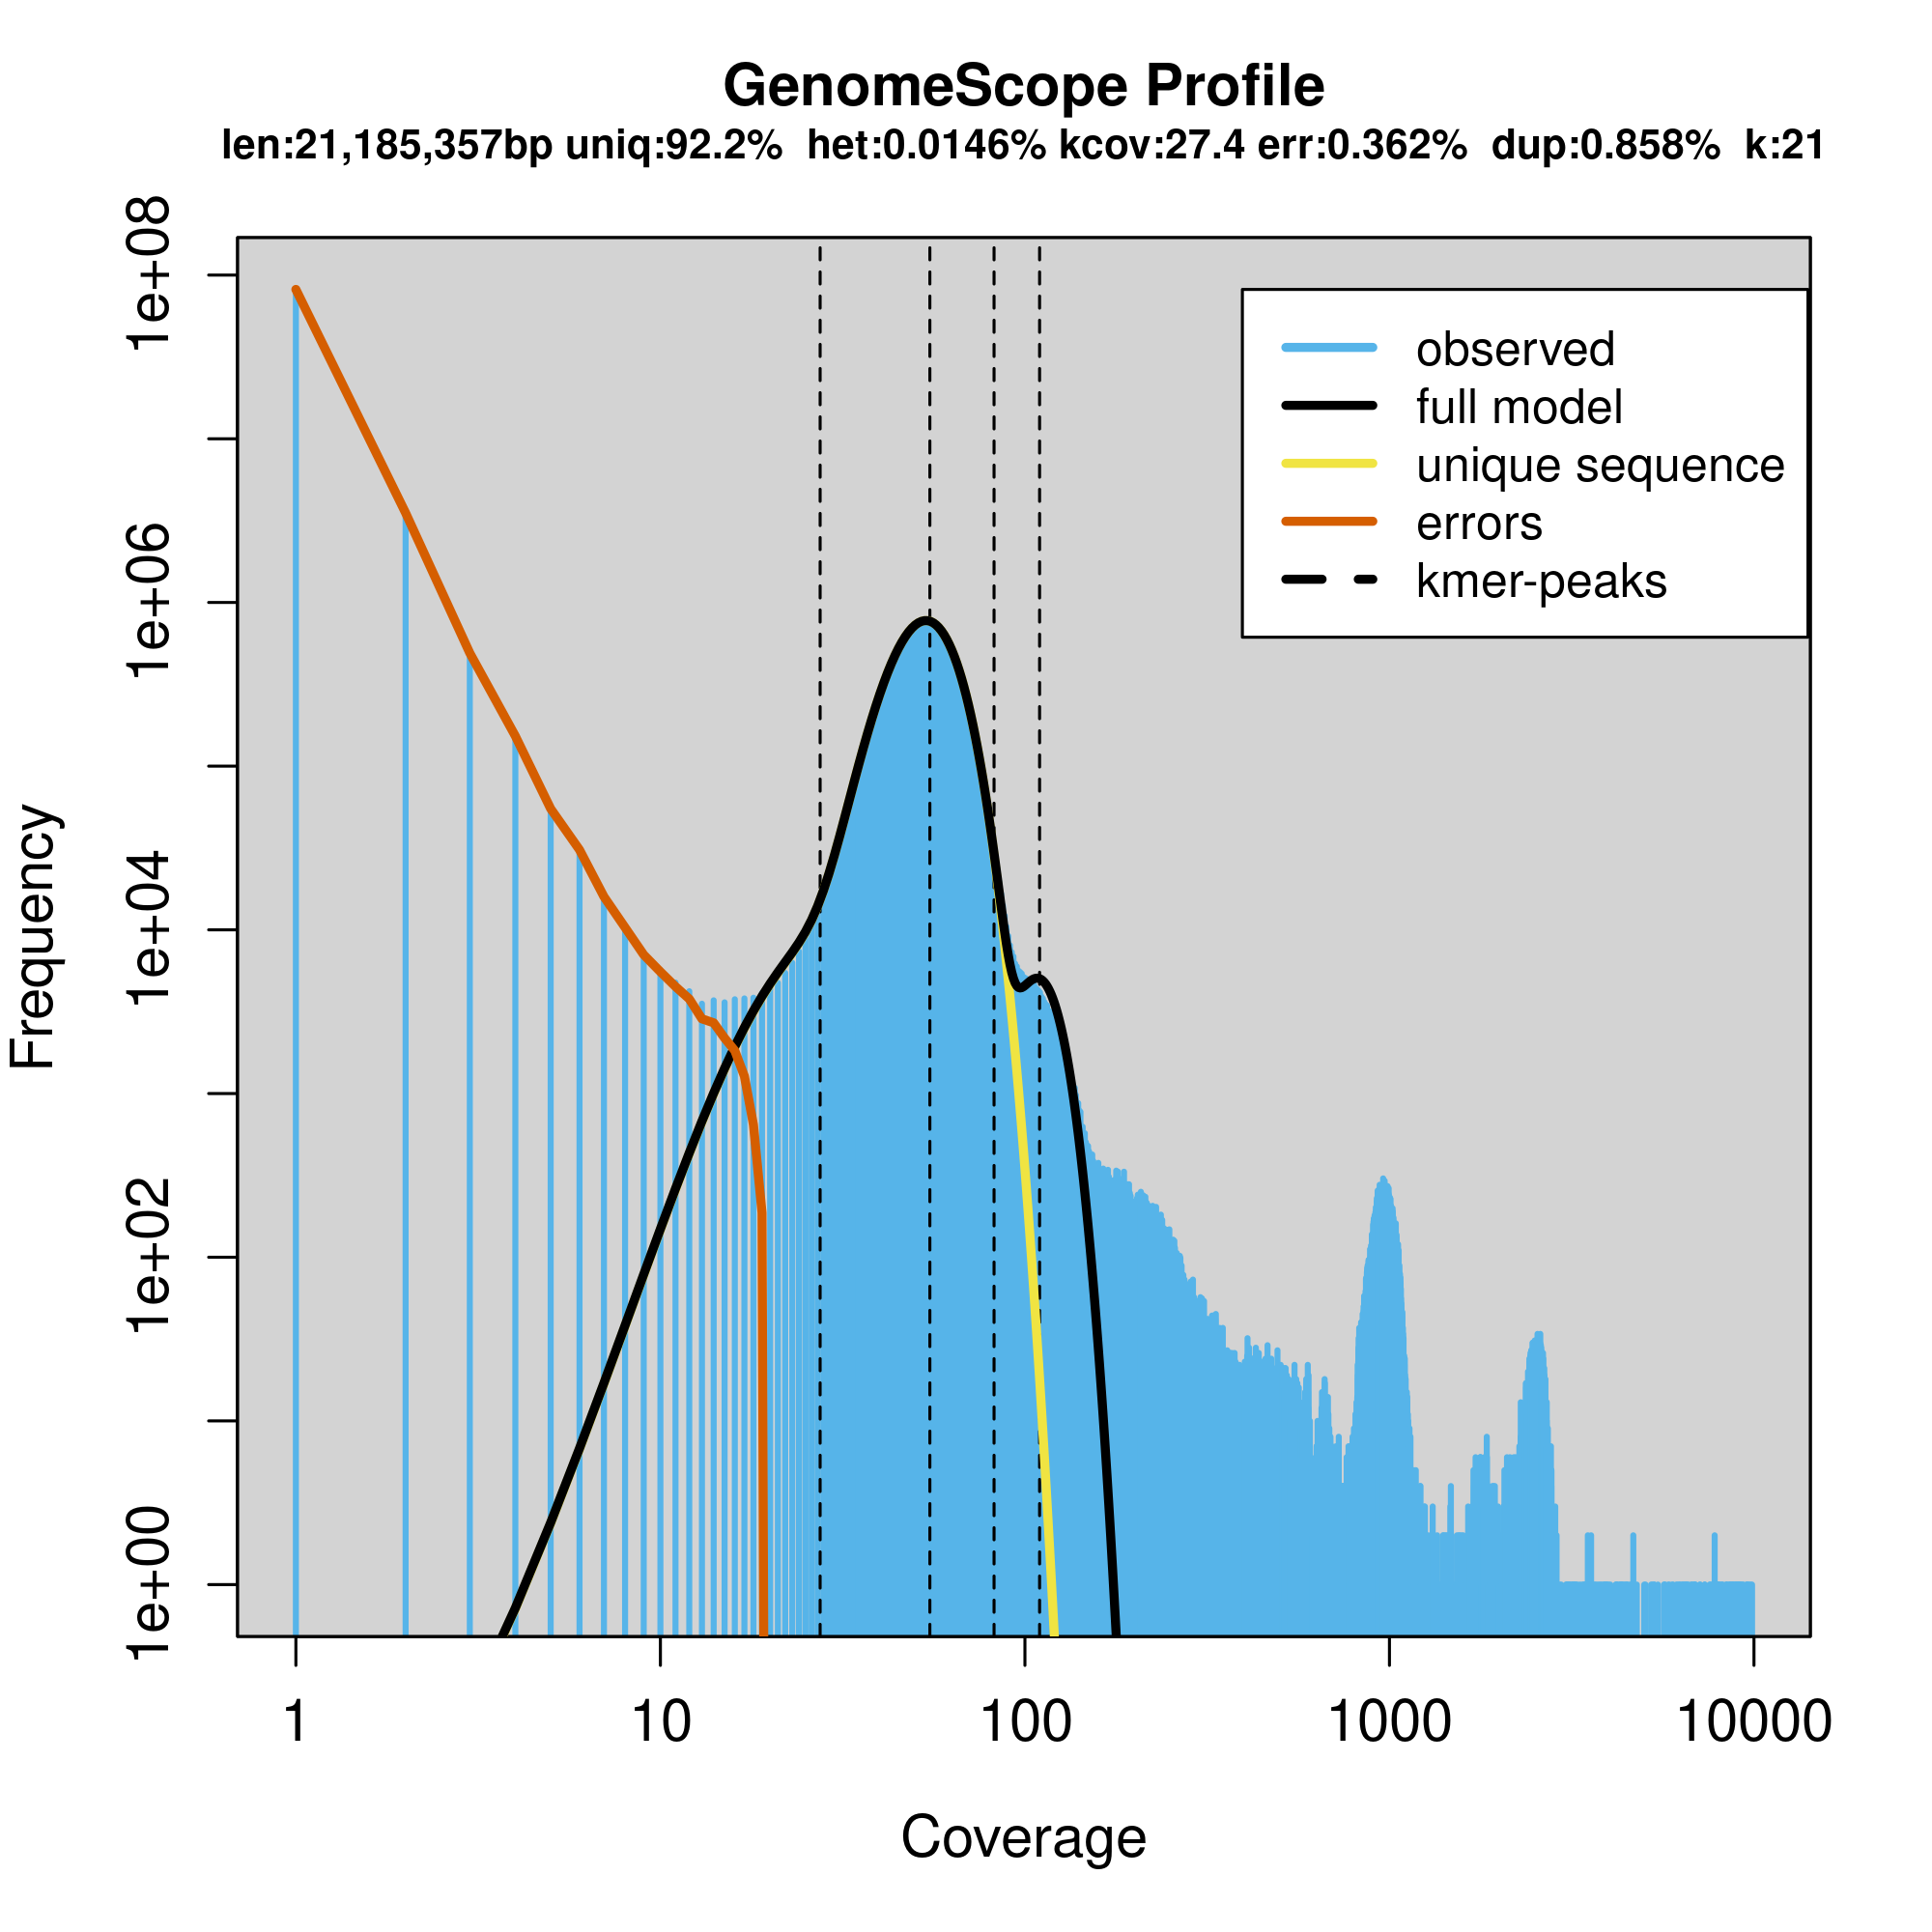 GenomeScope Profile
len:21,185,357bp uniq:92.2%  het:0.0146% kcov:27.4 err:0.362%  dup:0.858%  k:21
1e+08
1e+06
1e+04
1e+02
1e+00
Frequency
observed
full model
unique sequence
errors
kmer-peaks
1
10
100
1000
10000
Coverage